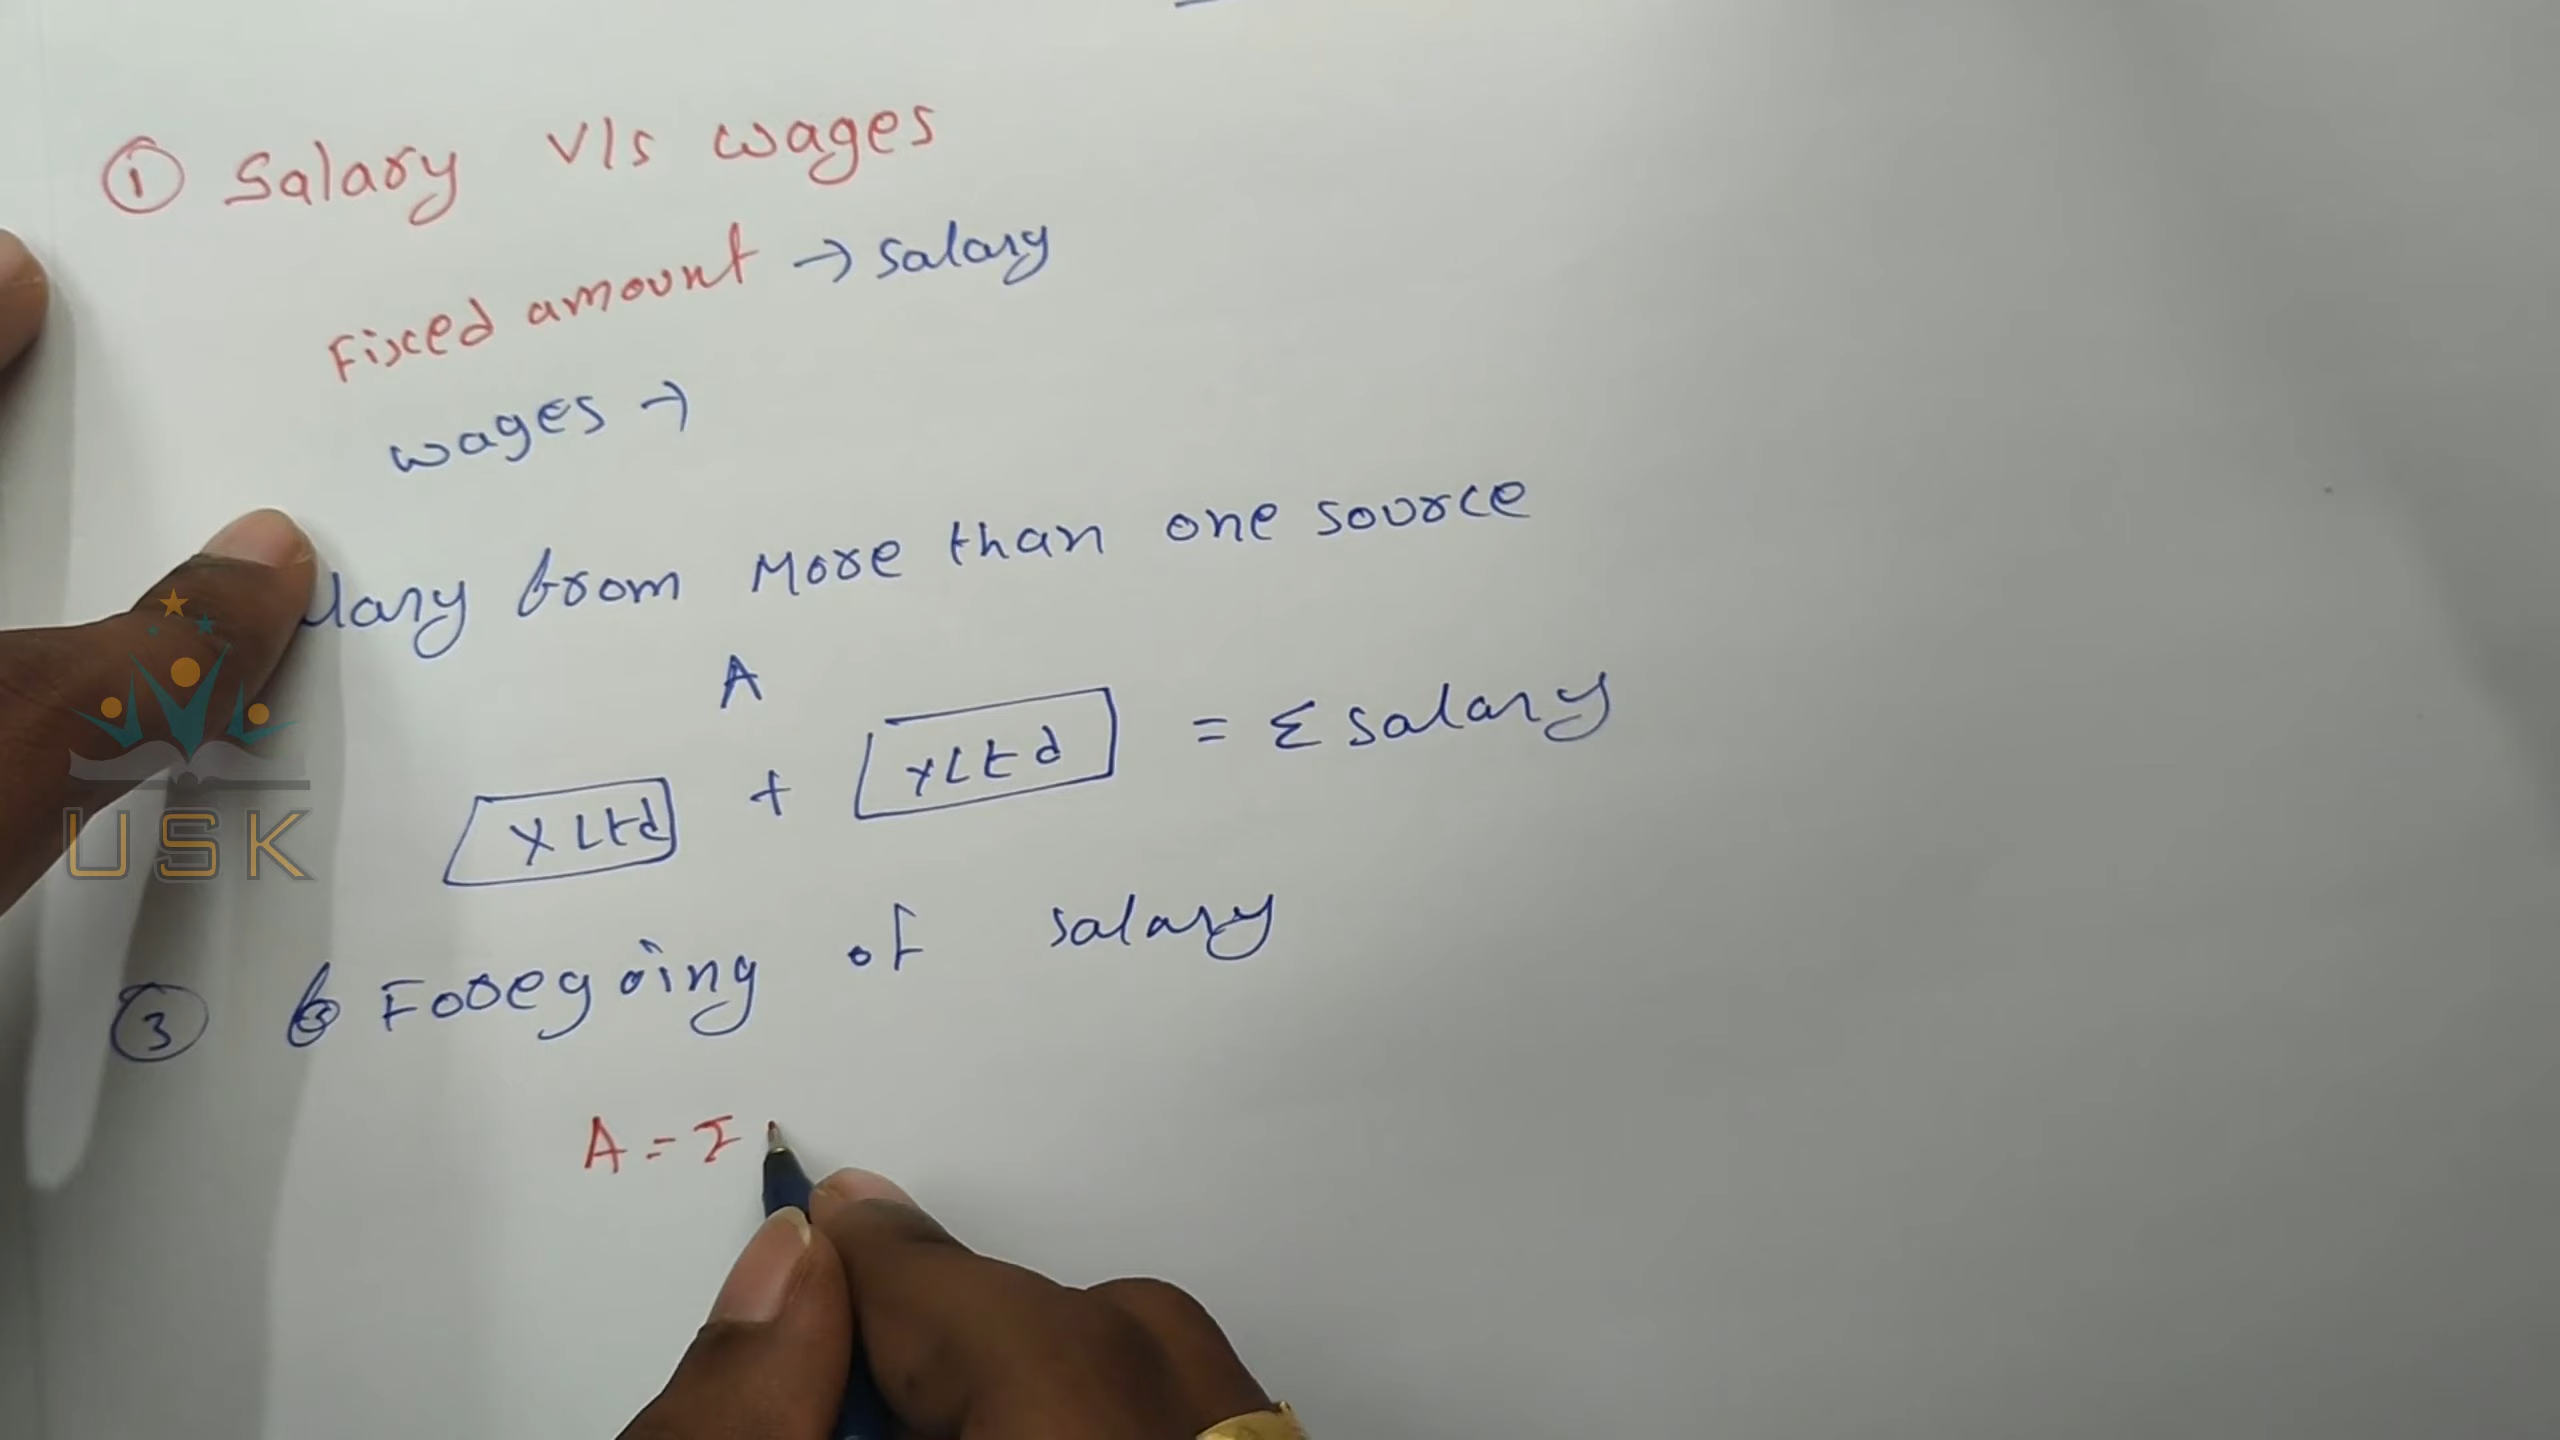 ① Salary V/s wages
Fixed amount → salary
wages →
lary from More than one source
A
X Ltd + Y Ltd = Σ salary
③ Foregoing of salary
A = I
USK